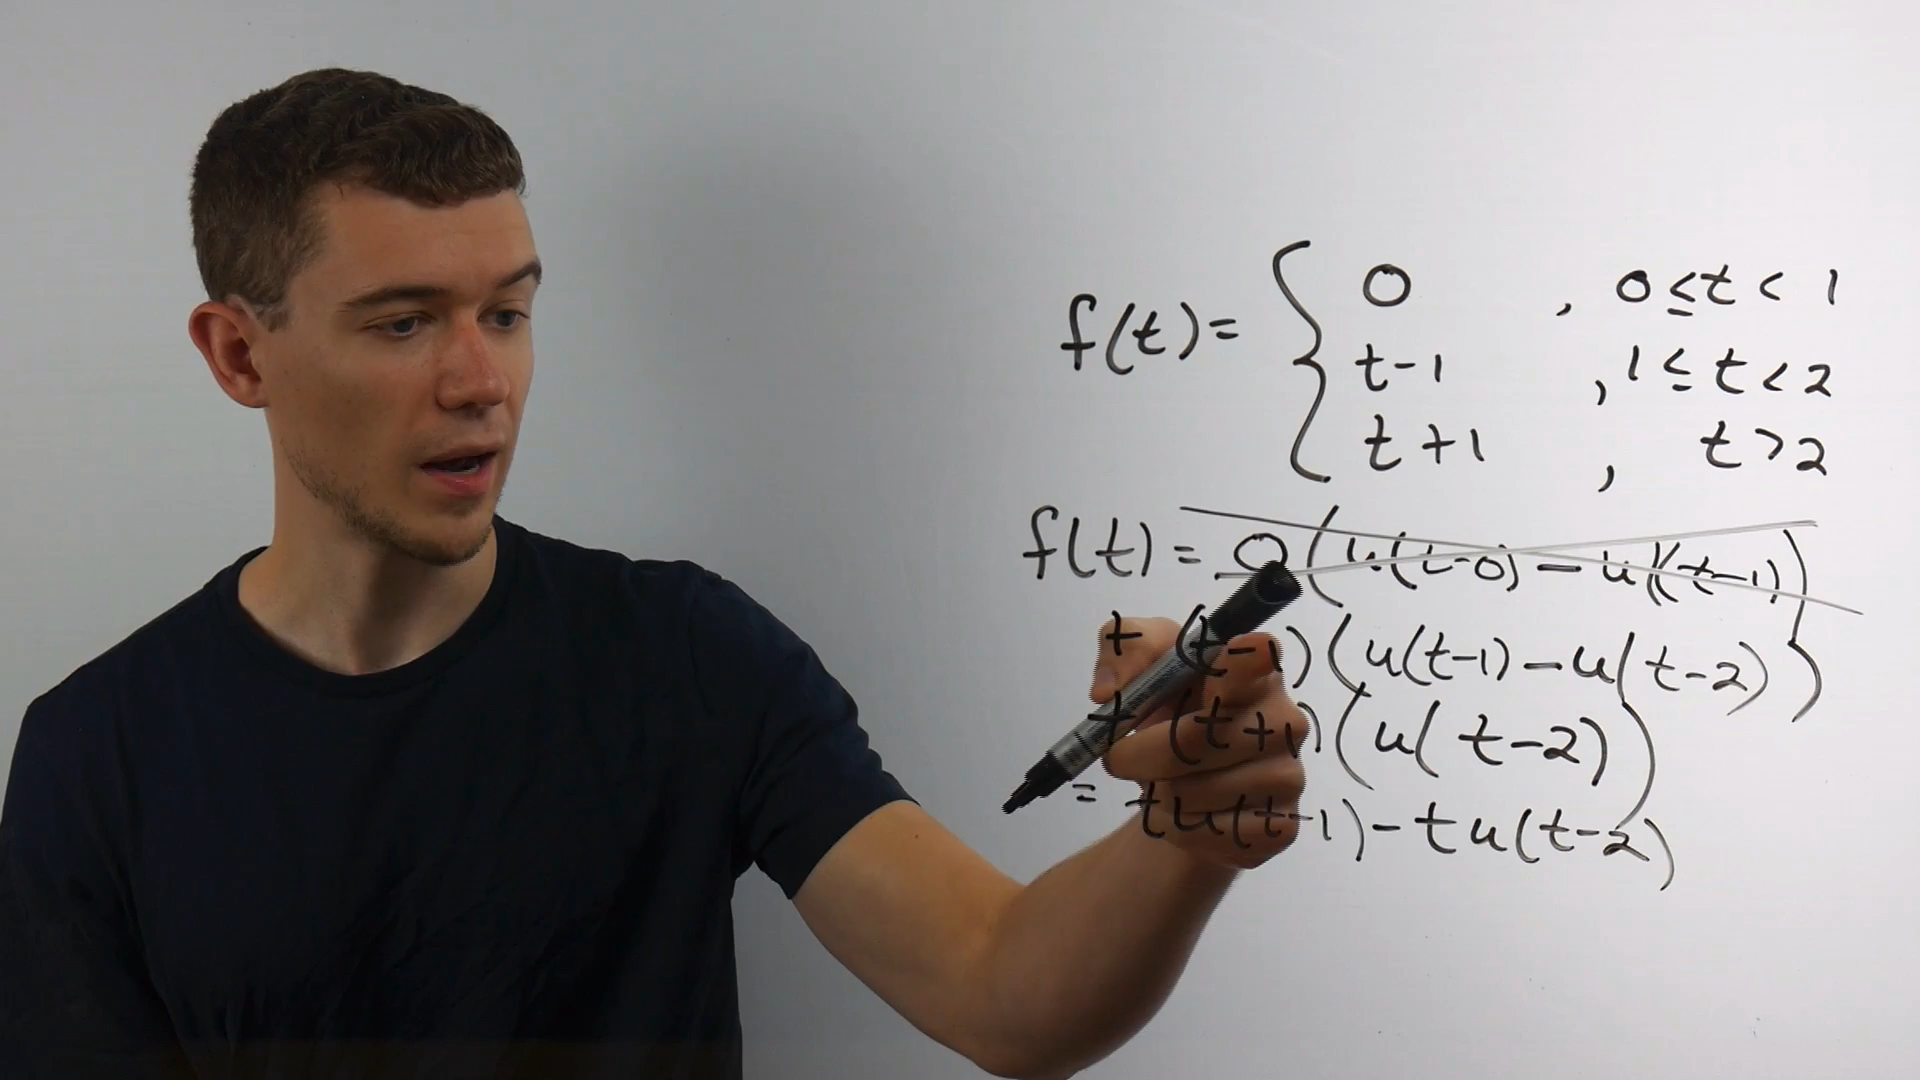 f(t) = { 0 , 0 ≤ t < 1
t-1 , 1 ≤ t < 2
t+1 , t > 2
f(t) = 0(u(t-0) - u(t-1))
+ (t-1)(u(t-1) - u(t-2))
+ (t+1)(u(t-2))
= tu(t-1) - tu(t-2)